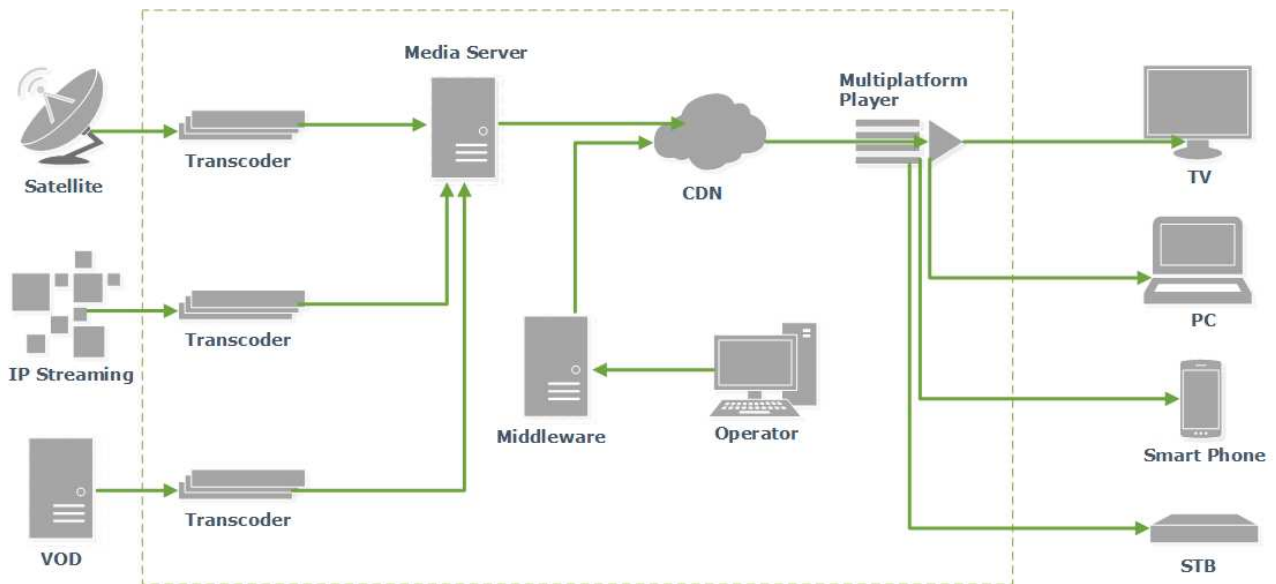 Media Server
Multiplatform
Player
Satellite
Transcoder
CDN
TV
IP Streaming
Transcoder
Middleware
Operator
PC
VOD
Transcoder
Smart Phone
STB